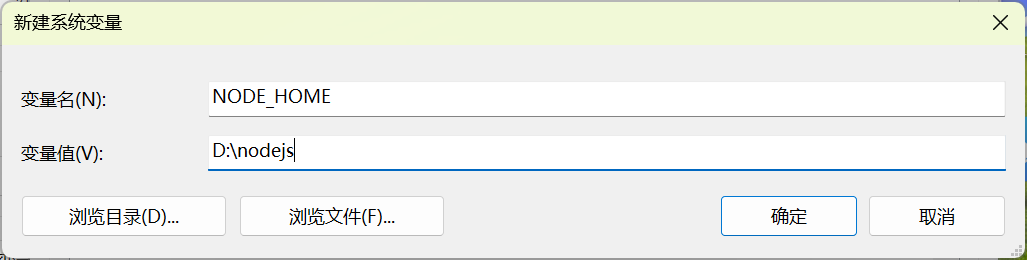 新建系统变量
变量名(N):
NODE_HOME
变量值(V):
D:\nodejs
浏览目录(D)...
浏览文件(F)...
确定
取消